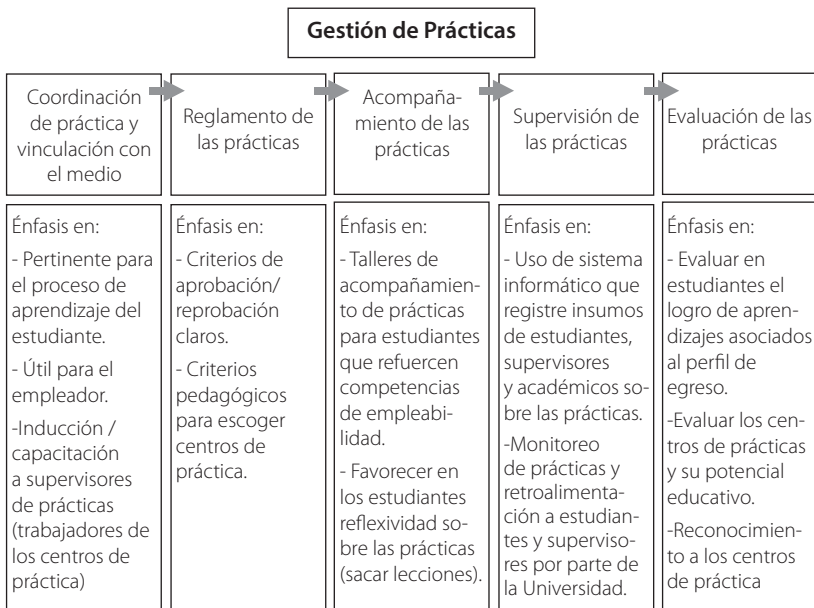 Gestión de Prácticas
Coordinación
de práctica y
vinculación con
el medio
Reglamento de
las prácticas
Acompaña-
miento de las
prácticas
Supervisión de
las prácticas
Evaluación de las
prácticas
Énfasis en:
- Pertinente para
el proceso de
aprendizaje del
estudiante.
- Útil para el
empleador.
-Inducción /
capacitación
a supervisores
de prácticas
(trabajadores de
los centros de
práctica)
Énfasis en:
- Criterios de
aprobación/
reprobación
claros.
- Criterios
pedagógicos
para escoger
centros de
práctica.
Énfasis en:
- Talleres de
acompañamien-
to de prácticas
para estudiantes
que refuercen
competencias
de empleabi-
lidad.
- Favorecer en
los estudiantes
reflexividad so-
bre las prácticas
(sacar lecciones).
Énfasis en:
- Uso de sistema
informático que
registre insumos
de estudiantes,
supervisores
y académicos so-
bre las prácticas.
-Monitoreo
de prácticas y
retroalimenta-
ción a estudian-
tes y superviso-
res por parte de
la Universidad.
Énfasis en:
- Evaluar en
estudiantes el
logro de apren-
dizajes asociados
al perfil de
egreso.
-Evaluar los cen-
tros de prácticas
y su potencial
educativo.
-Reconocimien-
to a los centros
de práctica